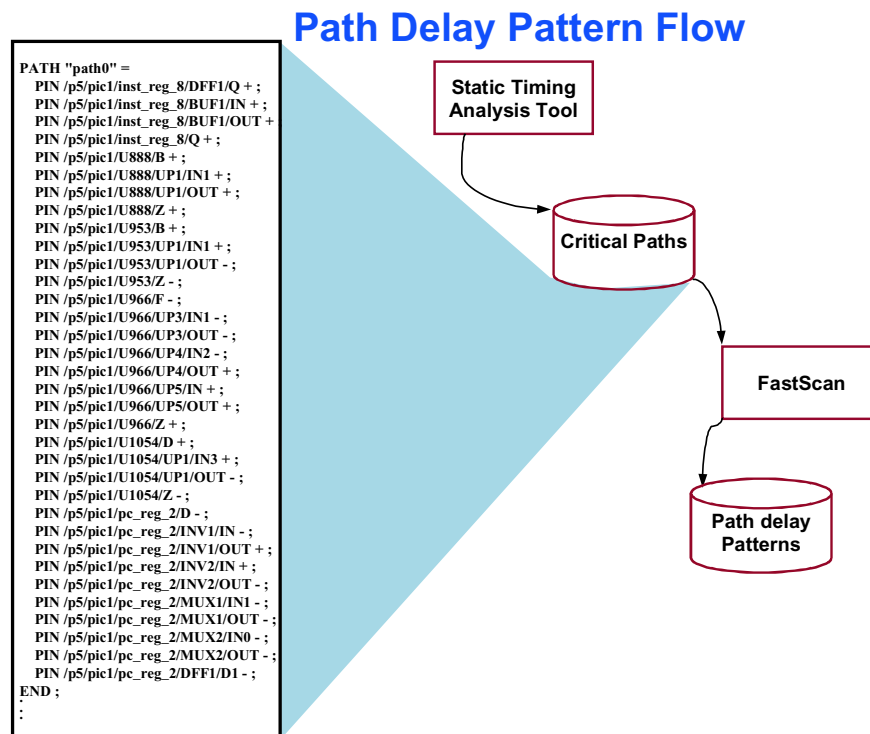 Path Delay Pattern Flow
PATH "path0" =
PIN /p5/pic1/inst_reg_8/DFF1/Q + ;
PIN /p5/pic1/inst_reg_8/BUF1/IN + ;
PIN /p5/pic1/inst_reg_8/BUF1/OUT +
PIN /p5/pic1/inst_reg_8/Q + ;
PIN /p5/pic1/U888/B + ;
PIN /p5/pic1/U888/UP1/IN1 + ;
PIN /p5/pic1/U888/UP1/OUT + ;
PIN /p5/pic1/U888/Z + ;
PIN /p5/pic1/U953/B + ;
PIN /p5/pic1/U953/UP1/IN1 + ;
PIN /p5/pic1/U953/UP1/OUT - ;
PIN /p5/pic1/U953/Z - ;
PIN /p5/pic1/U966/F - ;
PIN /p5/pic1/U966/UP3/IN1 - ;
PIN /p5/pic1/U966/UP3/OUT - ;
PIN /p5/pic1/U966/UP4/IN2 - ;
PIN /p5/pic1/U966/UP4/OUT + ;
PIN /p5/pic1/U966/UP5/IN + ;
PIN /p5/pic1/U966/UP5/OUT + ;
PIN /p5/pic1/U966/Z + ;
PIN /p5/pic1/U1054/D + ;
PIN /p5/pic1/U1054/UP1/IN3 + ;
PIN /p5/pic1/U1054/UP1/OUT - ;
PIN /p5/pic1/U1054/Z - ;
PIN /p5/pic1/pc_reg_2/D - ;
PIN /p5/pic1/pc_reg_2/INV1/IN - ;
PIN /p5/pic1/pc_reg_2/INV1/OUT + ;
PIN /p5/pic1/pc_reg_2/INV2/IN + ;
PIN /p5/pic1/pc_reg_2/INV2/OUT - ;
PIN /p5/pic1/pc_reg_2/MUX1/IN1 - ;
PIN /p5/pic1/pc_reg_2/MUX1/OUT - ;
PIN /p5/pic1/pc_reg_2/MUX2/IN0 - ;
PIN /p5/pic1/pc_reg_2/MUX2/OUT - ;
PIN /p5/pic1/pc_reg_2/DFF1/D1 - ;
END ;
.
:
Static Timing
Analysis Tool
Critical Paths
FastScan
Path delay
Patterns